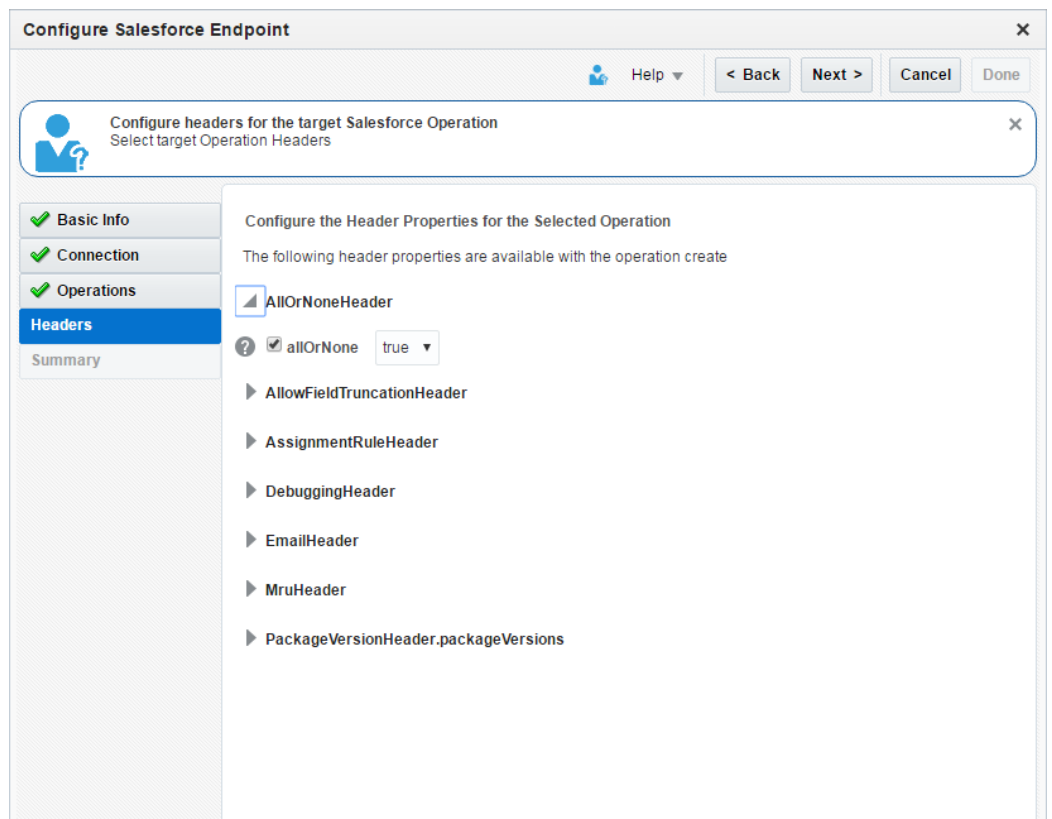 Configure Salesforce Endpoint
Help
< Back
Next >
Cancel
Done
Configure headers for the target Salesforce Operation
Select target Operation Headers
Basic Info
Connection
Operations
Headers
Summary
Configure the Header Properties for the Selected Operation
The following header properties are available with the operation create
AllOrNoneHeader
allOrNone true
AllowFieldTruncationHeader
AssignmentRuleHeader
DebuggingHeader
EmailHeader
MruHeader
PackageVersionHeader.packageVersions